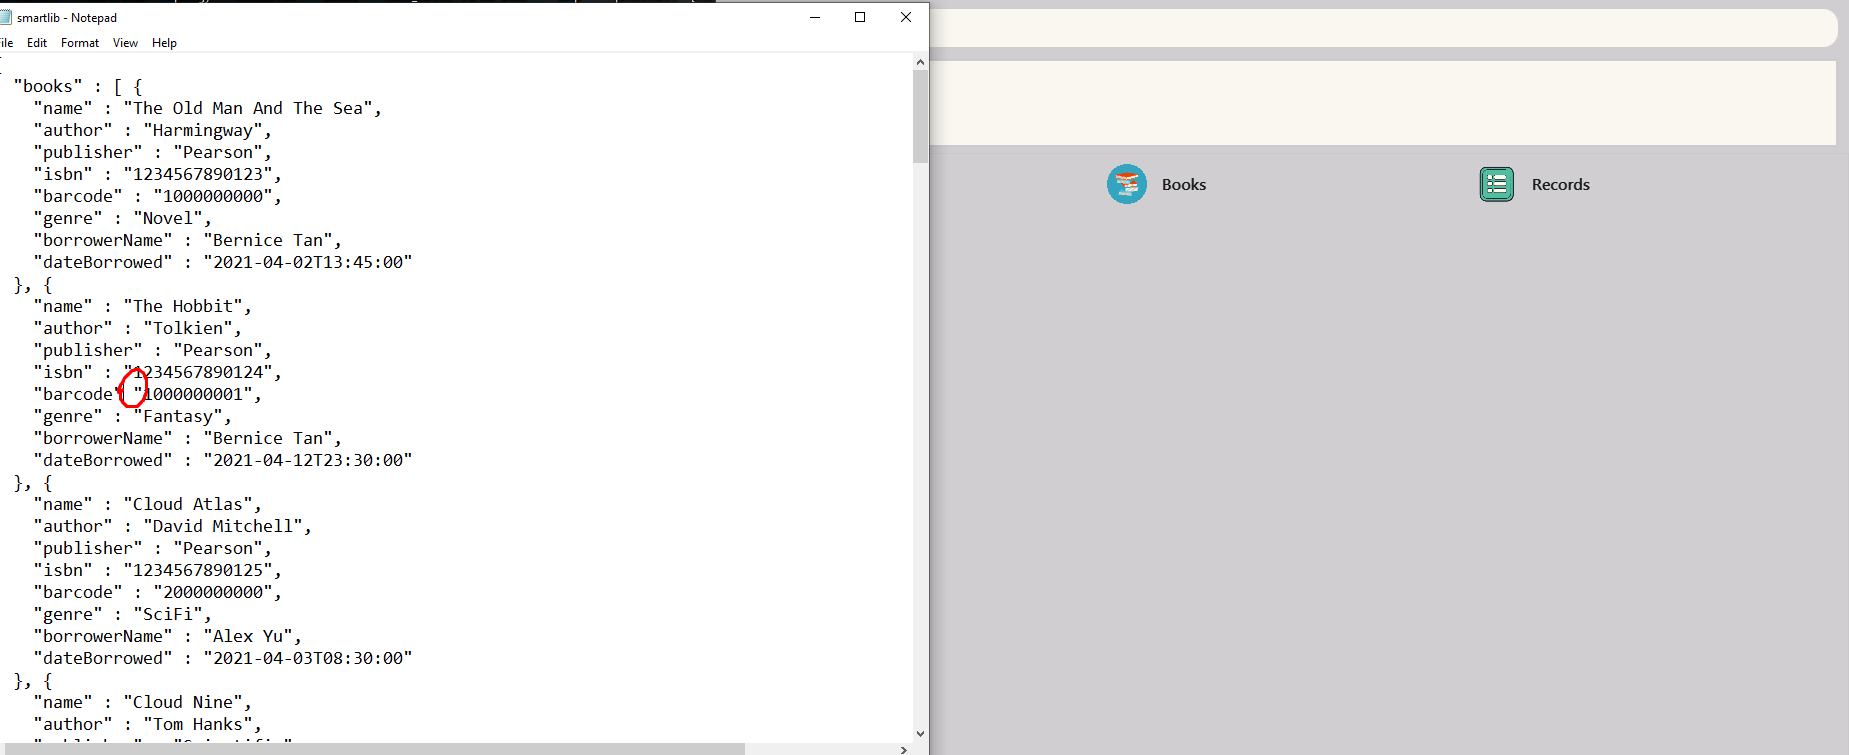 smartlib - Notepad
File Edit Format View Help
"books" : [ {
"name" : "The Old Man And The Sea",
"author" : "Harmingway",
"publisher" : "Pearson",
"isbn" : "1234567890123",
"barcode" : "1000000000",
"genre" : "Novel",
"borrowerName" : "Bernice Tan",
"dateBorrowed" : "2021-04-02T13:45:00"
}, {
"name" : "The Hobbit",
"author" : "Tolkien",
"publisher" : "Pearson",
"isbn" : "1234567890124",
"barcode" "1000000001",
"genre" : "Fantasy",
"borrowerName" : "Bernice Tan",
"dateBorrowed" : "2021-04-12T23:30:00"
}, {
"name" : "Cloud Atlas",
"author" : "David Mitchell",
"publisher" : "Pearson",
"isbn" : "1234567890125",
"barcode" : "2000000000",
"genre" : "SciFi",
"borrowerName" : "Alex Yu",
"dateBorrowed" : "2021-04-03T08:30:00"
}, {
"name" : "Cloud Nine",
"author" : "Tom Hanks",
Books
Records